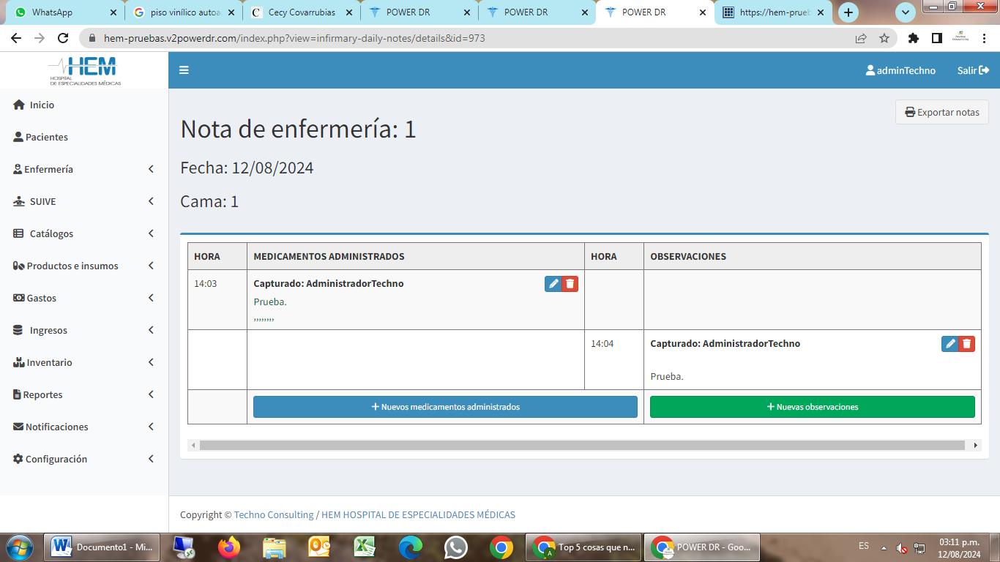 WhatsApp
piso vinílico autoa
Cecy Covarrubias
POWER DR
POWER DR
POWER DR
https://hem-prueb
hem-pruebas.v2powerdr.com/index.php?view=infirmary-daily-notes/details&id=973
HEM
HOSPITAL
DE ESPECIALIDADES MÉDICAS
adminTechno
Salir
Inicio
Pacientes
Enfermería
SUIVE
Catálogos
Productos e insumos
Gastos
Ingresos
Inventario
Reportes
Notificaciones
Configuración
Exportar notas
Nota de enfermería: 1
Fecha: 12/08/2024
Cama: 1
HORA MEDICAMENTOS ADMINISTRADOS HORA OBSERVACIONES
14:03 Capturado: AdministradorTechno
Prueba.
,,,,,,,,
14:04 Capturado: AdministradorTechno
Prueba.
+ Nuevos medicamentos administrados + Nuevas observaciones
Copyright © Techno Consulting / HEM HOSPITAL DE ESPECIALIDADES MÉDICAS
Documento1 - Mi...
Top 5 cosas que n...
POWER DR - Goo...
ES
03:11 p.m.
12/08/2024